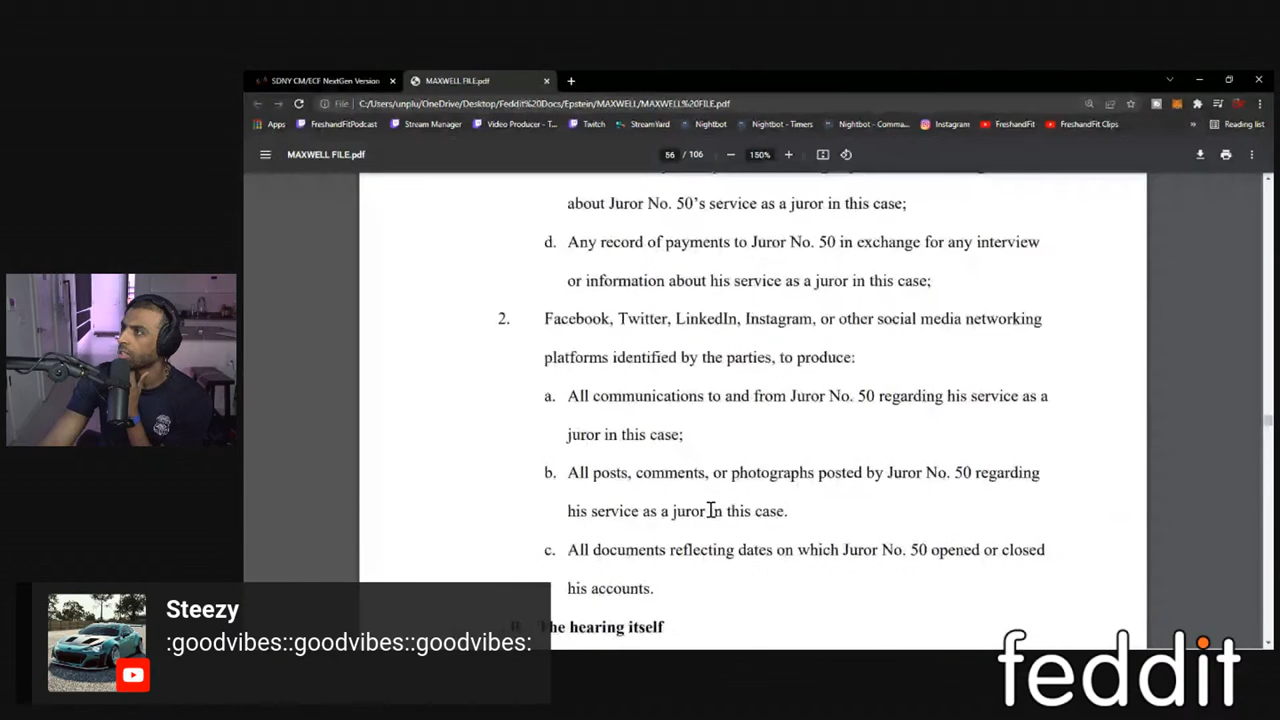 SDNY CM/ECF NextGen Version
MAXWELL FILE.pdf
File C:/Users/unplu/OneDrive/Desktop/Feddit%20Docs/Epstein/MAXWELL/MAXWELL%20FILE.pdf
Apps FreshandFitPodcast Stream Manager Video Producer - T... Twitch StreamYard Nightbot Nightbot - Timers Nightbot - Comma... Instagram FreshandFit FreshandFit Clips Reading list
MAXWELL FILE.pdf 56 / 106 150%
about Juror No. 50's service as a juror in this case;
d. Any record of payments to Juror No. 50 in exchange for any interview
or information about his service as a juror in this case;
2. Facebook, Twitter, LinkedIn, Instagram, or other social media networking
platforms identified by the parties, to produce:
a. All communications to and from Juror No. 50 regarding his service as a
juror in this case;
b. All posts, comments, or photographs posted by Juror No. 50 regarding
his service as a juror in this case.
c. All documents reflecting dates on which Juror No. 50 opened or closed
his accounts.
The hearing itself
Steezy
:goodvibes::goodvibes::goodvibes:
feddit